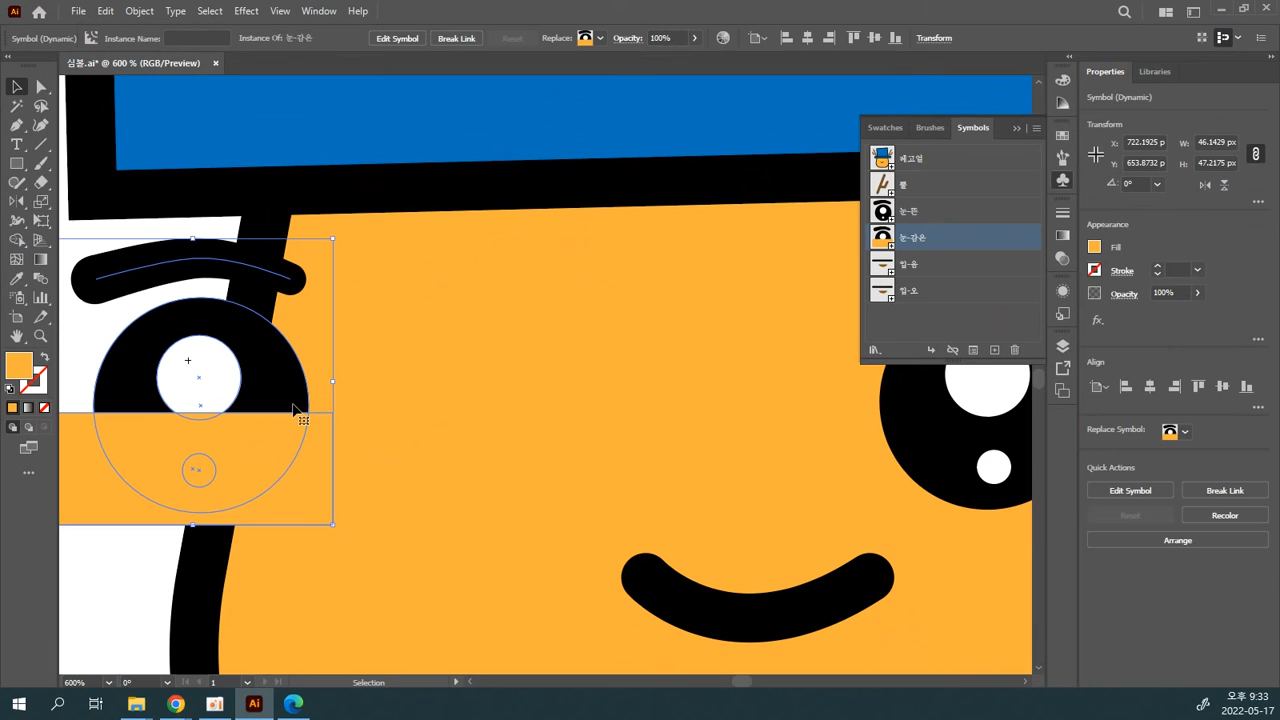 File Edit Object Type Select Effect View Window Help
Symbol (Dynamic) Instance Name: Instance Of: 눈-감은 Edit Symbol Break Link Reset Replace: Opacity: 100% Transform
심볼.ai* @ 600 % (RGB/Preview) ×
Properties Libraries
Symbol (Dynamic)
Transform
X: 722.1925 p W: 46.1429 px
Y: 653.8732 p H: 47.2175 px
0°
Appearance
Fill
Stroke
Opacity 100%
fx.
Align
Replace Symbol:
Quick Actions
Edit Symbol Break Link
Reset Recolor
Arrange
Swatches Brushes Symbols
뿔
눈-뜬
눈-감은
입-음
입-오
600% 0° 1 Selection
Ai
오후 9:33
2022-05-17